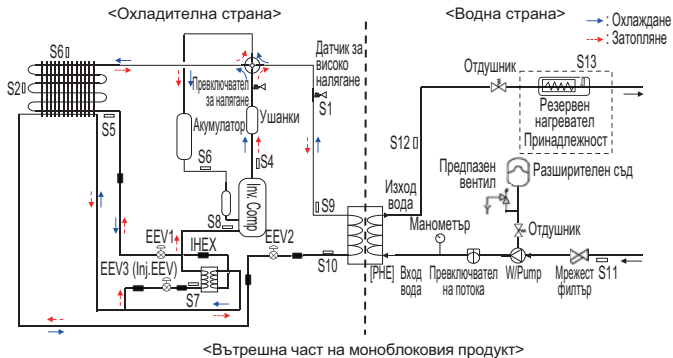 <Охладителна страна>
<Водна страна>
: Охлаждане
: Затопляне
S6
S2
S5
Превключвател
за налягане
Датчик за
високо
налягане
S1
Акумулатор
Ушанки
S6
S4
S8
Inv. Comp
S9
EEV1
IHEX
EEV2
EEV3 (Inj.EEV)
S7
S10
[PHE]
Отдушник
S13
Резервен
нагревател
Принадлежност
S12
Изход
вода
Предпазен
вентил
Разширителен съд
Манометър
Отдушник
Вход
вода
Превключвател
на потока
W/Pump
Мрежест
филтър
S11
<Вътрешна част на моноблоковия продукт>